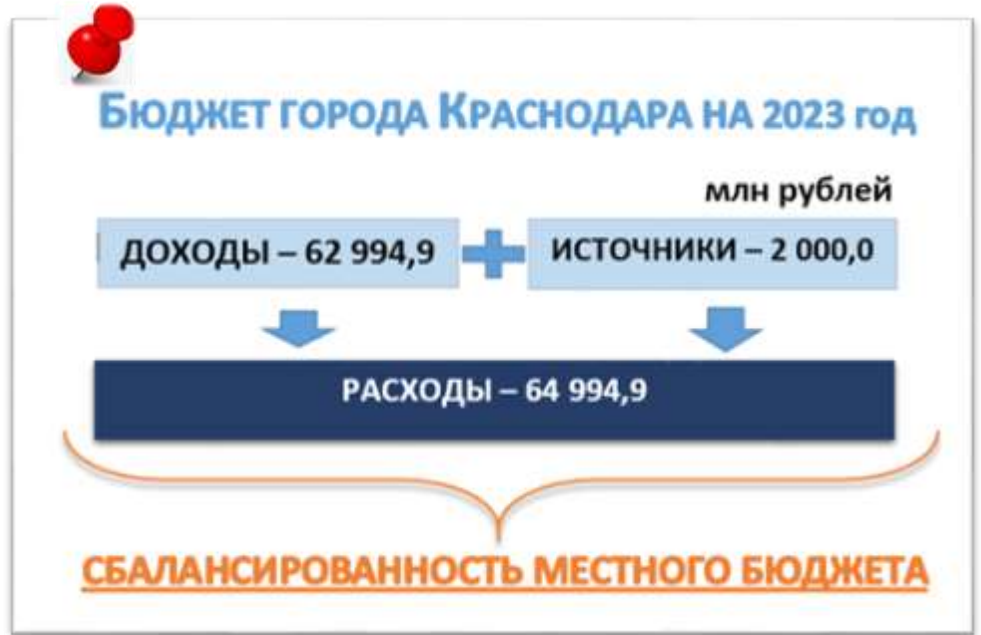 БЮДЖЕТ ГОРОДА КРАСНОДАРА НА 2023 год
млн рублей
ДОХОДЫ – 62 994,9
ИСТОЧНИКИ – 2 000,0
РАСХОДЫ – 64 994,9
СБАЛАНСИРОВАННОСТЬ МЕСТНОГО БЮДЖЕТА